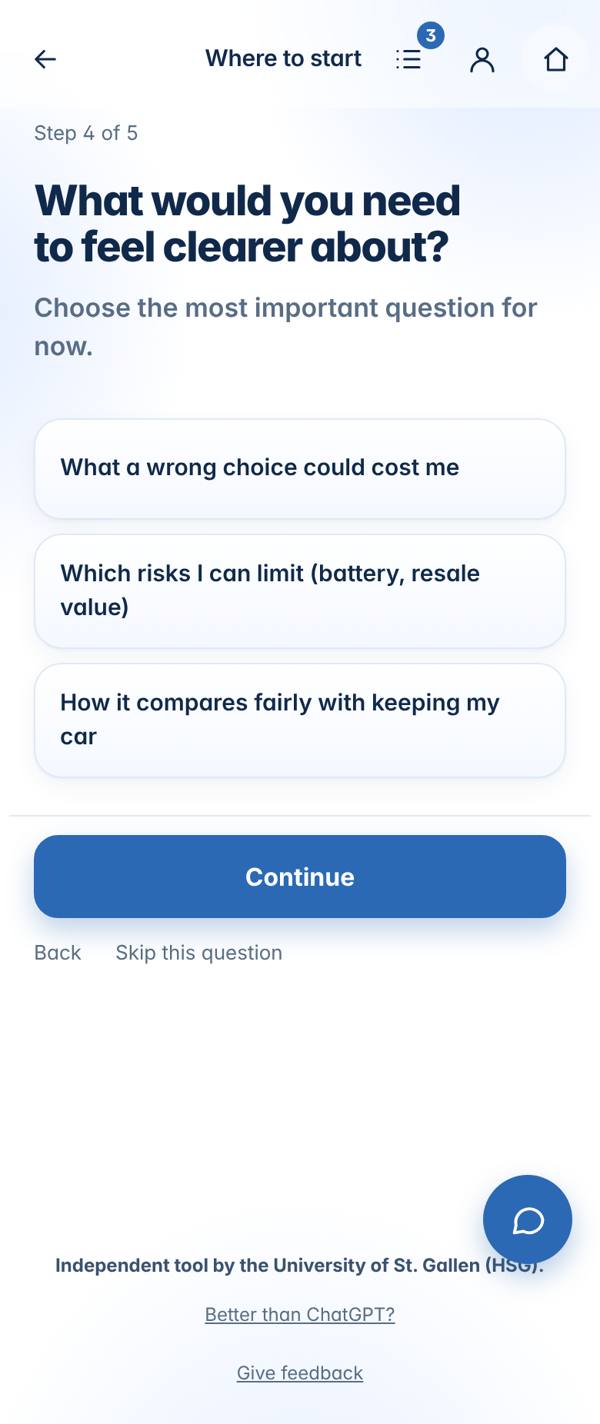 Where to start
3
Step 4 of 5
What would you need
to feel clearer about?
Choose the most important question for
now.
What a wrong choice could cost me
Which risks I can limit (battery, resale
value)
How it compares fairly with keeping my
car
Continue
Back
Skip this question
Independent tool by the University of St. Gallen (HSG).
Better than ChatGPT?
Give feedback